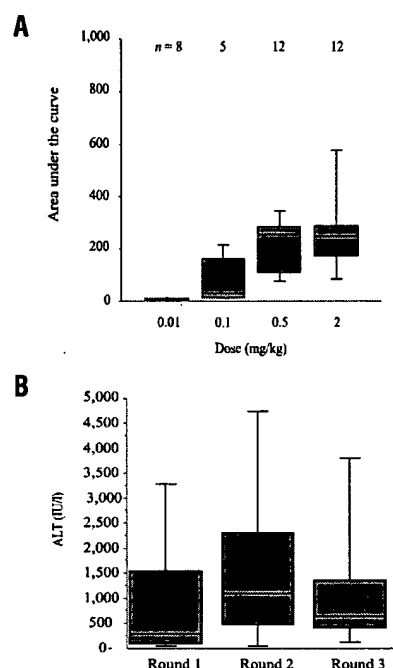 A
n = 8 5 12 12
1,000
800
600
400
200
0
Area under the curve
0.01 0.1 0.5 2
Dose (mg/kg)
B
5,000
4,500
4,000
3,500
3,000
2,500
2,000
1,500
1,000
500
0
ALT (IU/l)
Round 1 Round 2 Round 3